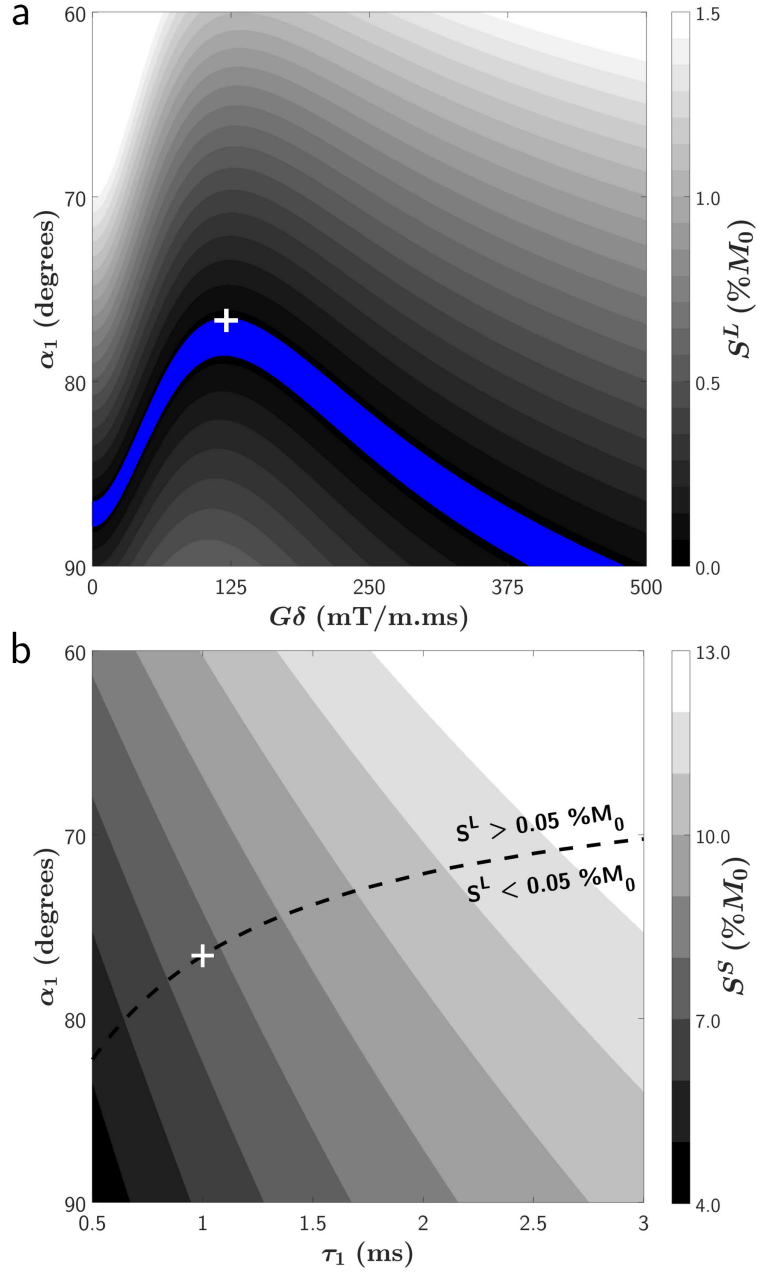 a
60
70
80
90
α₁ (degrees)
0
125
250
375
500
Gδ (mT/m.ms)
1.5
1.0
0.5
0.0
S^L (%M₀)
b
60
70
80
90
α₁ (degrees)
S^L > 0.05 %M₀
S^L < 0.05 %M₀
0.5
1
1.5
2
2.5
3
τ₁ (ms)
13.0
10.0
7.0
4.0
S^S (%M₀)